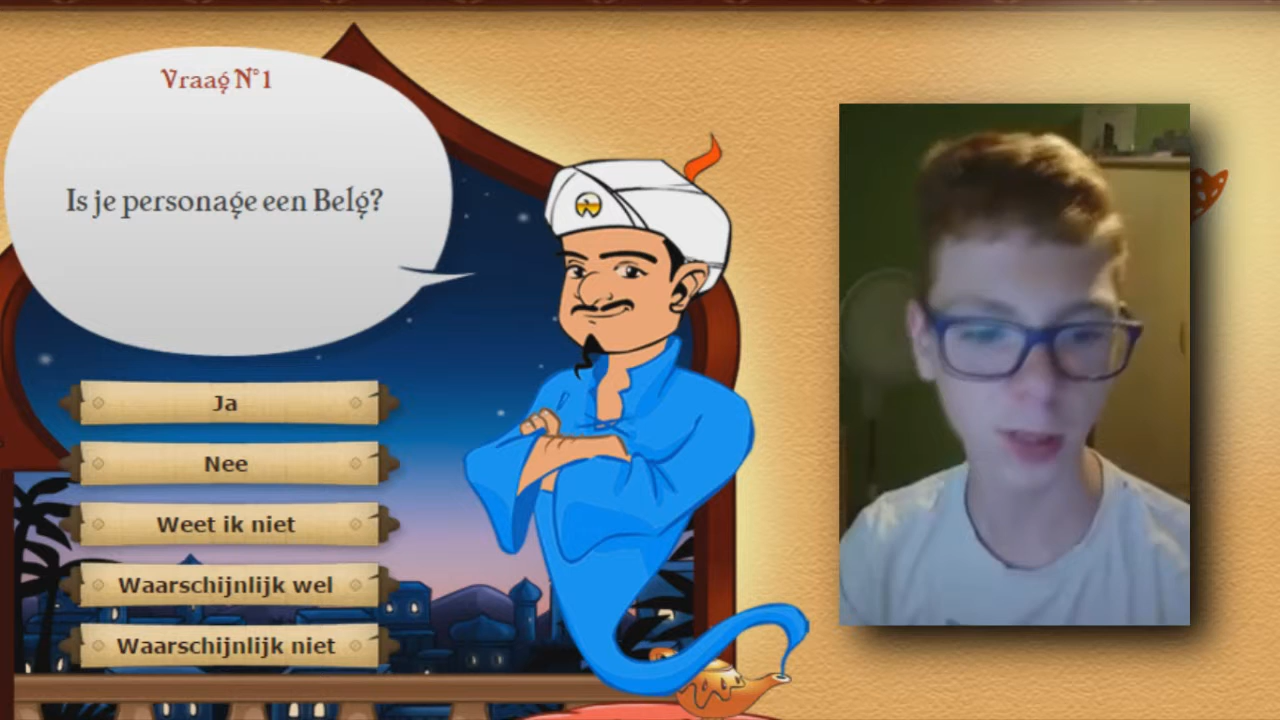 Vraag N°1
Is je personage een Belg?
Ja
Nee
Weet ik niet
Waarschijnlijk wel
Waarschijnlijk niet